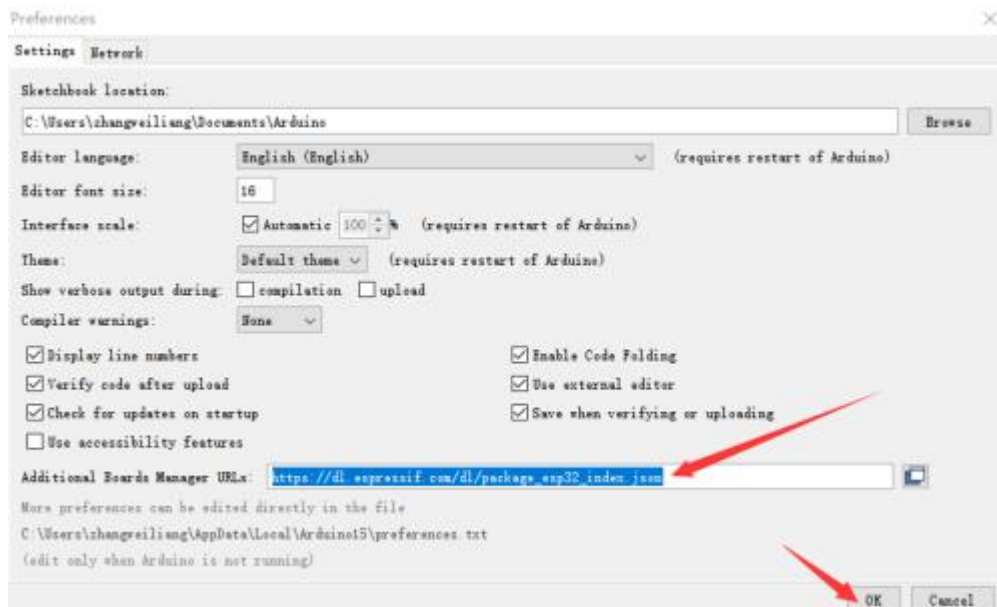 Preferences
Settings Network
Sketchbook location:
C:\Users\zhangweiliang\Documents\Arduino Browse
Editor language: English (English) (requires restart of Arduino)
Editor font size: 16
Interface scale: Automatic 100 % (requires restart of Arduino)
Theme: Default theme (requires restart of Arduino)
Show verbose output during: compilation upload
Compiler warnings: None
Display line numbers Enable Code Folding
Verify code after upload Use external editor
Check for updates on startup Save when verifying or uploading
Use accessibility features
Additional Boards Manager URLs: https://dl.espressif.com/dl/package_esp32_index.json
More preferences can be edited directly in the file
C:\Users\zhangweiliang\AppData\Local\Arduino15\preferences.txt
(edit only when Arduino is not running)
OK Cancel